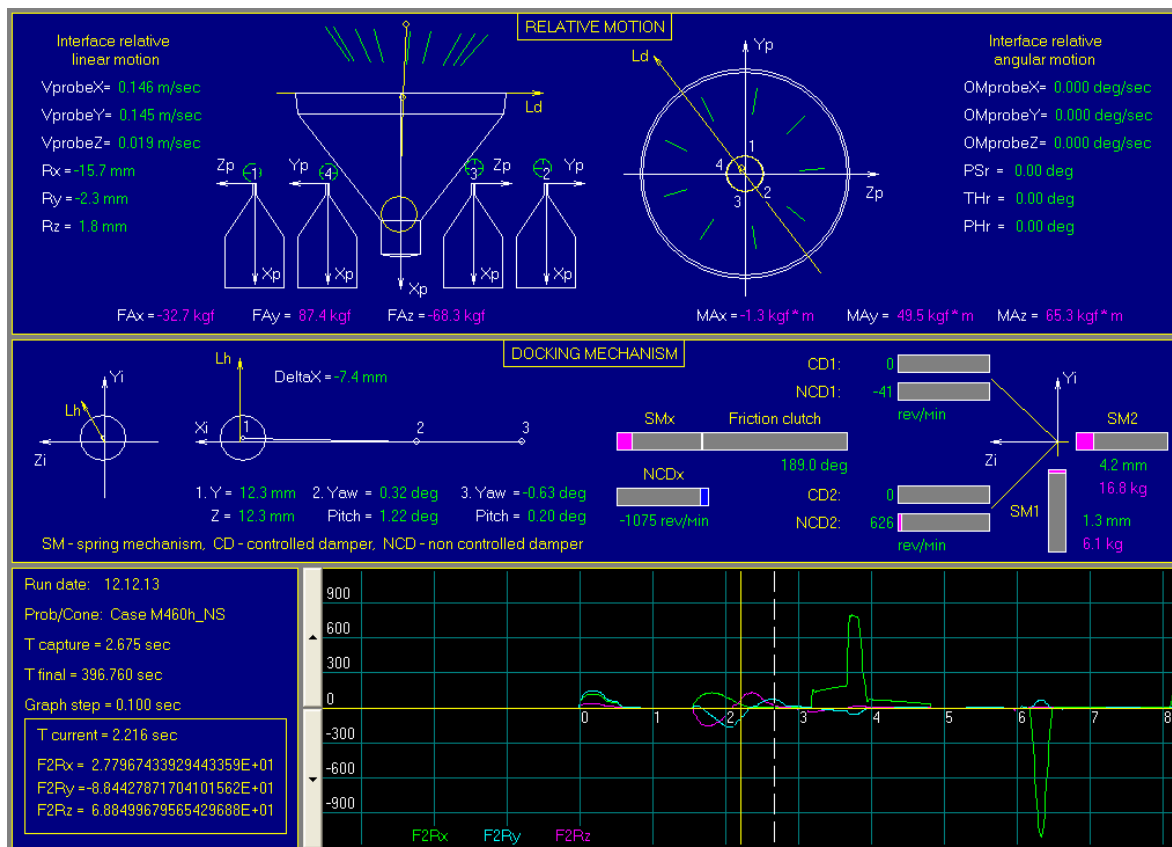 RELATIVE MOTION
Interface relative
linear motion
VprobeX= 0.146 m/sec
VprobeY= 0.145 m/sec
VprobeZ= 0.019 m/sec
Rx = -15.7 mm
Ry = -2.3 mm
Rz = 1.8 mm
Ld
Zp Yp Zp Yp
1 4 3 2
Xp Xp Xp Xp Xp
Yp
Ld
1
4
2
3
Zp
Interface relative
angular motion
OMprobeX= 0.000 deg/sec
OMprobeY= 0.000 deg/sec
OMprobeZ= 0.000 deg/sec
PSr = 0.00 deg
THr = 0.00 deg
PHr = 0.00 deg
FAx = -32.7 kgf FAy = 87.4 kgf FAz = -68.3 kgf MAx = -1.3 kgf*m MAy = 49.5 kgf*m MAz = 65.3 kgf*m
DOCKING MECHANISM
Yi
Lh
Zi
Lh
DeltaX = -7.4 mm
Xi 1 2 3
1. Y = 12.3 mm 2. Yaw = 0.32 deg 3. Yaw = -0.63 deg
Z = 12.3 mm Pitch = 1.22 deg Pitch = 0.20 deg
SM - spring mechanism, CD - controlled damper, NCD - non controlled damper
SMx Friction clutch
189.0 deg
NCDx
-1075 rev/мin
CD1: 0
NCD1: -41
rev/мin
CD2: 0
NCD2: 626
rev/мin
Yi
Zi
SM2
4.2 mm
16.8 kg
SM1
1.3 mm
6.1 kg
Run date: 12.12.13
Prob/Cone: Case M460h_NS
T capture = 2.675 sec
T final = 396.760 sec
Graph step = 0.100 sec
T current = 2.216 sec
F2Rx = 2.77967433929443359E+01
F2Ry =-8.84427871704101562E+01
F2Rz = 6.88499679565429688E+01
900
600
300
0
-300
-600
-900
0 1 2 3 4 5 6 7 8
F2Rx F2Ry F2Rz